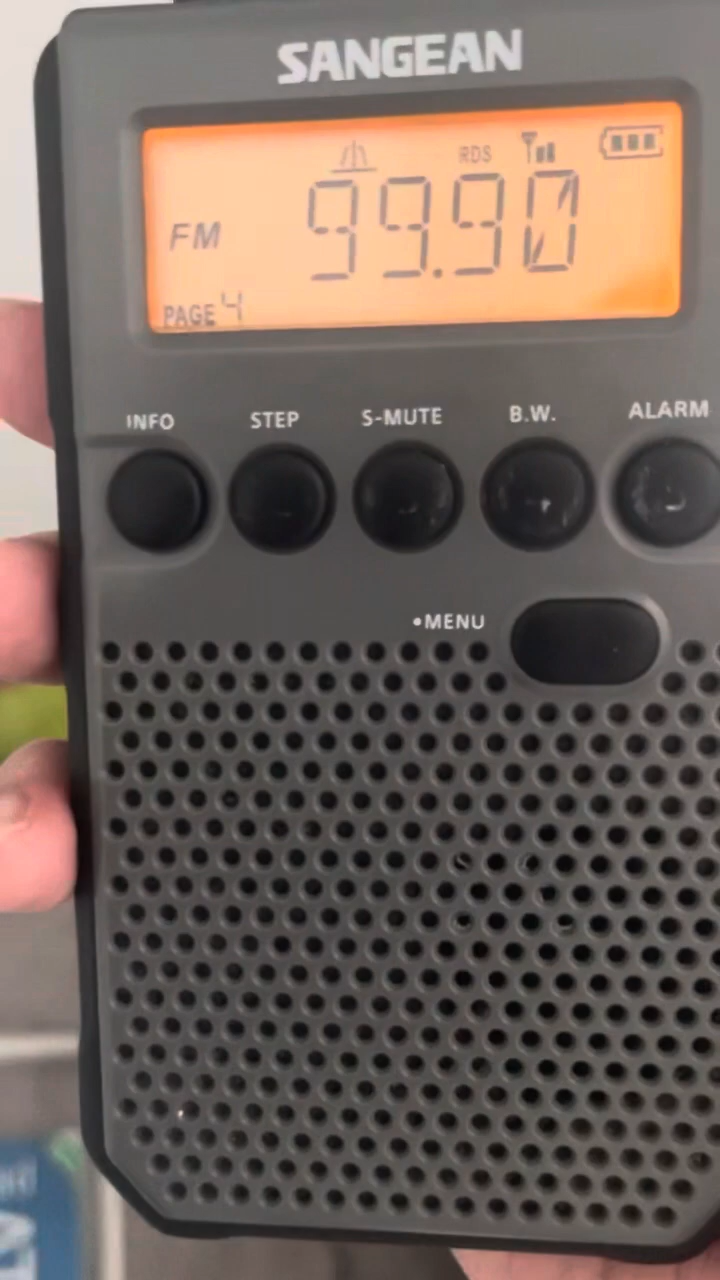 SANGEAN
RDS
FM 99.90
PAGE 4
INFO STEP S-MUTE B.W. ALARM
•MENU